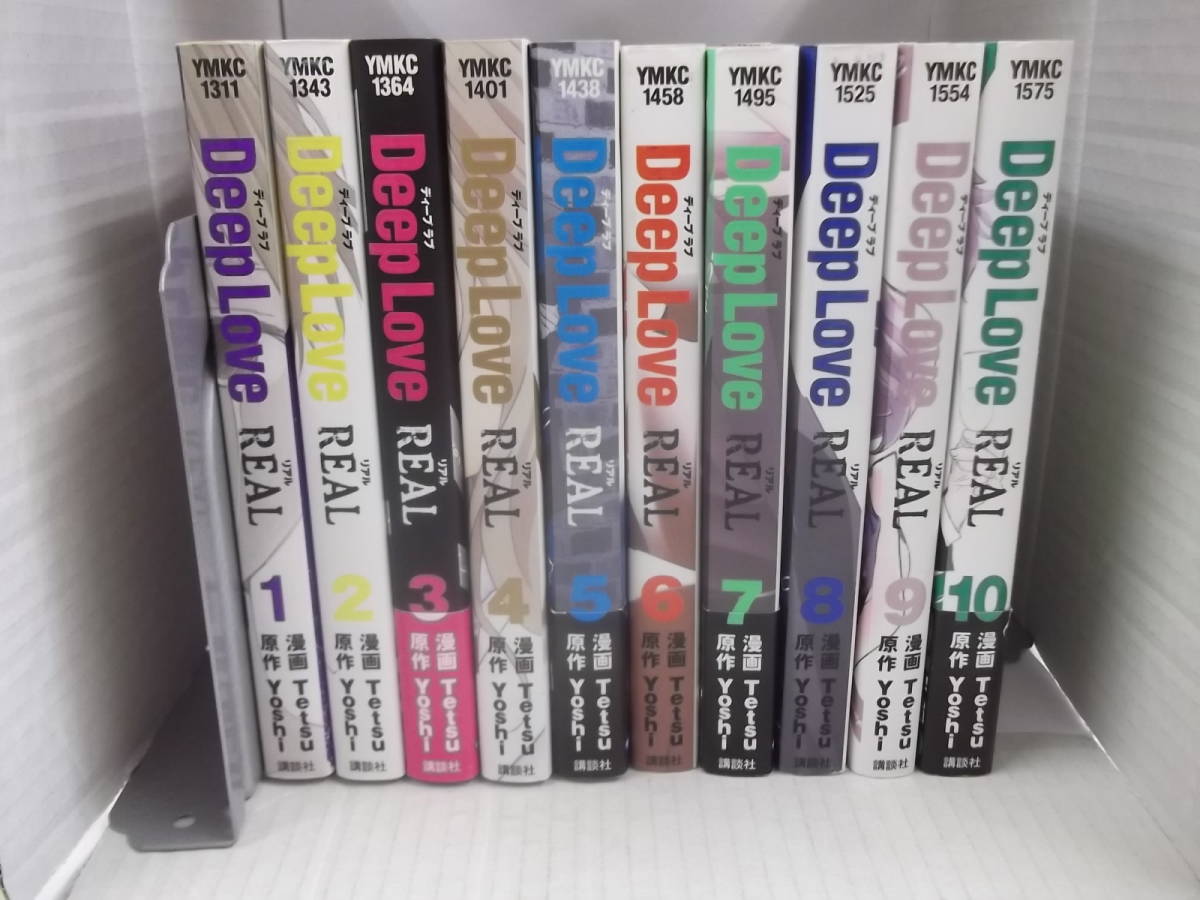 YMKC
1311
Deep Love
REAL
リアル
1
漫画 Tetsu
原作 Yoshi
講談社
YMKC
1343
Deep Love
ディープ ラブ
REAL
リアル
2
漫画 Tetsu
原作 Yoshi
講談社
YMKC
1364
Deep Love
ディープ ラブ
REAL
リアル
3
漫画 Tetsu
原作 Yoshi
講談社
YMKC
1401
Deep Love
ディープ ラブ
REAL
リアル
4
漫画 Tetsu
原作 Yoshi
講談社
YMKC
1438
Deep Love
ディープ ラブ
REAL
リアル
5
漫画 Tetsu
原作 Yoshi
講談社
YMKC
1458
Deep Love
ディープ ラブ
REAL
リアル
6
漫画 Tetsu
原作 Yoshi
講談社
YMKC
1495
Deep Love
ディープ ラブ
REAL
リアル
7
漫画 Tetsu
原作 Yoshi
講談社
YMKC
1525
Deep Love
ディープ ラブ
REAL
リアル
8
漫画 Tetsu
原作 Yoshi
講談社
YMKC
1554
Deep Love
ディープ ラブ
REAL
リアル
9
漫画 Tetsu
原作 Yoshi
講談社
YMKC
1575
Deep Love
ディープ ラブ
REAL
リアル
10
漫画 Tetsu
原作 Yoshi
講談社